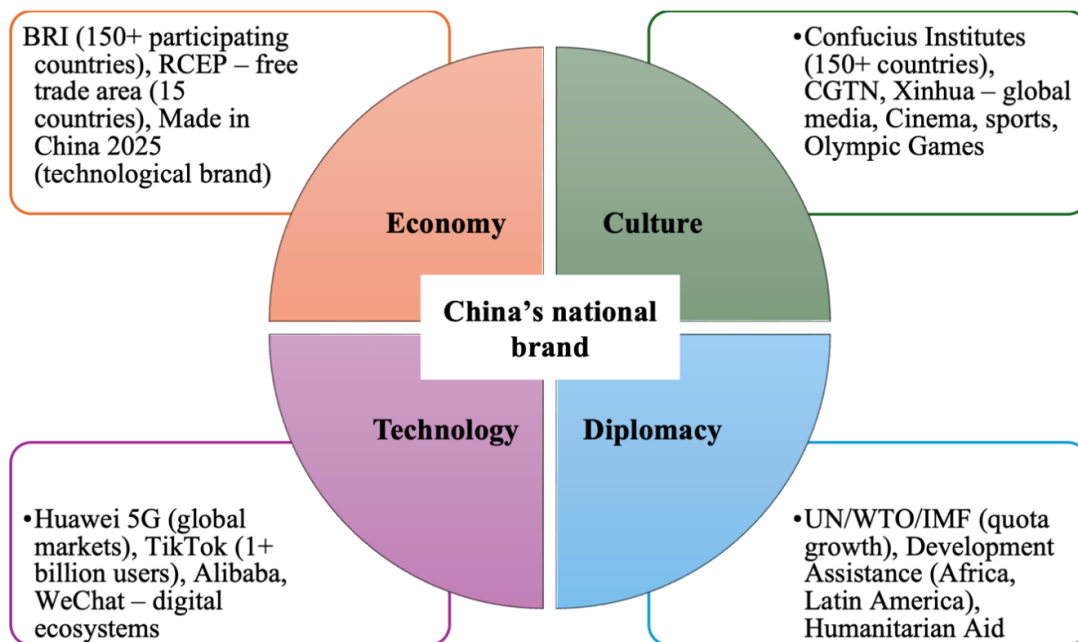 BRI (150+ participating
countries), RCEP – free
trade area (15
countries), Made in
China 2025
(technological brand)
•Confucius Institutes
(150+ countries),
CGTN, Xinhua – global
media, Cinema, sports,
Olympic Games
Economy
Culture
China’s national
brand
Technology
Diplomacy
•Huawei 5G (global
markets), TikTok (1+
billion users), Alibaba,
WeChat – digital
ecosystems
•UN/WTO/IMF (quota
growth), Development
Assistance (Africa,
Latin America),
Humanitarian Aid